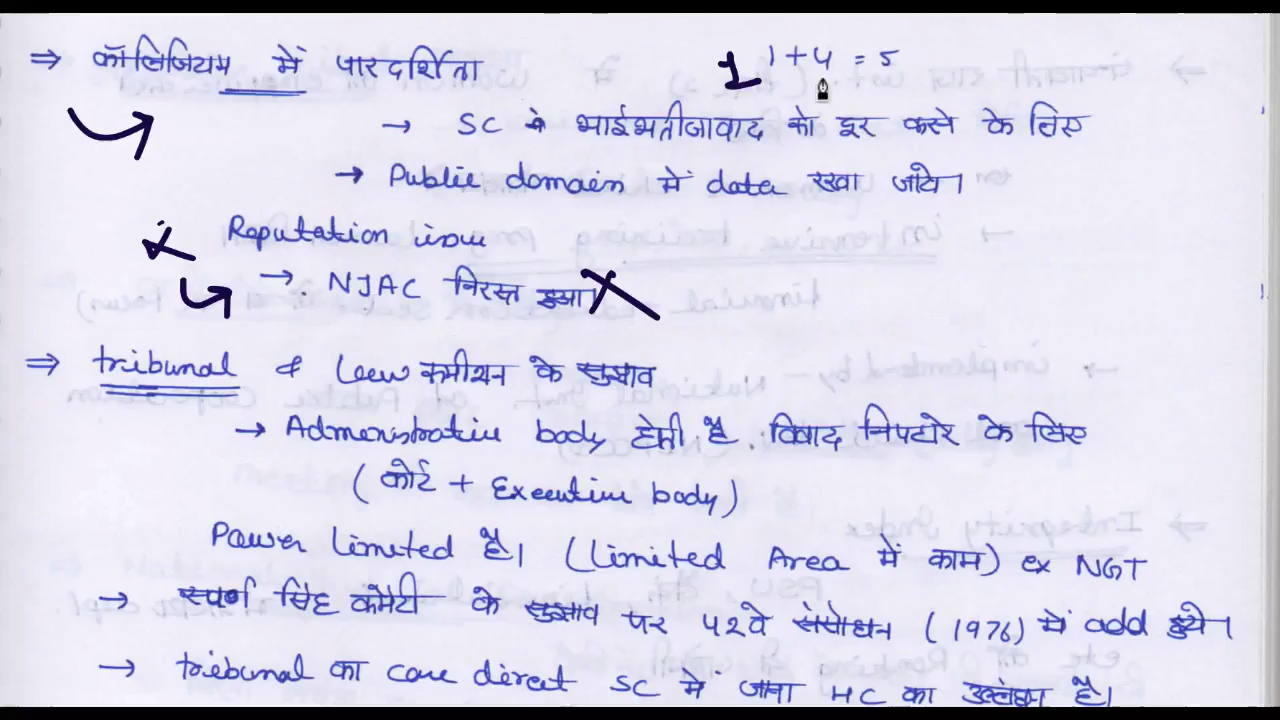 ⇒ कॉलिजियम में पारदर्शिता 1 1+4 = 5
→ SC ने भाईभतीजावाद को दूर करने के लिए
→ Public domain में data रखा जाये।
Reputation issue
→ NJAC निरस्त हुआ।
⇒ tribunal & Law कमीशन के सुझाव
→ Administrative body होती है विवाद निपटारे के लिए
(कोर्ट + Executive body)
Power limited है। (Limited Area में काम) ex NGT
→ स्वर्ण सिंह कमेटी के सुझाव पर 42वे संसोधन (1976) में add हुये।
→ tribunal का case direct SC में जाना HC का उल्लंघन है।